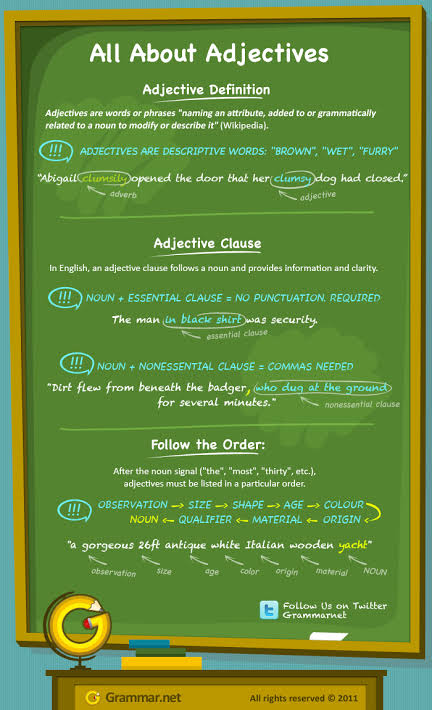 All About Adjectives
Adjective Definition
Adjectives are words or phrases "naming an attribute, added to or grammatically
related to a noun to modify or describe it" (Wikipedia).
!!! ADJECTIVES ARE DESCRIPTIVE WORDS: "BROWN", "WET", "FURRY"
"Abigail clumsily opened the door that her clumsy dog had closed."
adverb adjective
Adjective Clause
In English, an adjective clause follows a noun and provides information and clarity.
!!! NOUN + ESSENTIAL CLAUSE = NO PUNCTUATION. REQUIRED
The man in black shirt was security.
essential clause
!!! NOUN + NONESSENTIAL CLAUSE = COMMAS NEEDED
"Dirt flew from beneath the badger, who dug at the ground
for several minutes."
nonessential clause
Follow the Order:
After the noun signal ("the", "most", "thirty", etc.),
adjectives must be listed in a particular order.
!!! OBSERVATION → SIZE → SHAPE → AGE → COLOUR
NOUN ← QUALIFIER ← MATERIAL ← ORIGIN
"a gorgeous 26ft antique white Italian wooden yacht"
observation size age color origin material NOUN
Follow Us on Twitter
Grammarnet
G Grammar.net All rights reserved © 2011